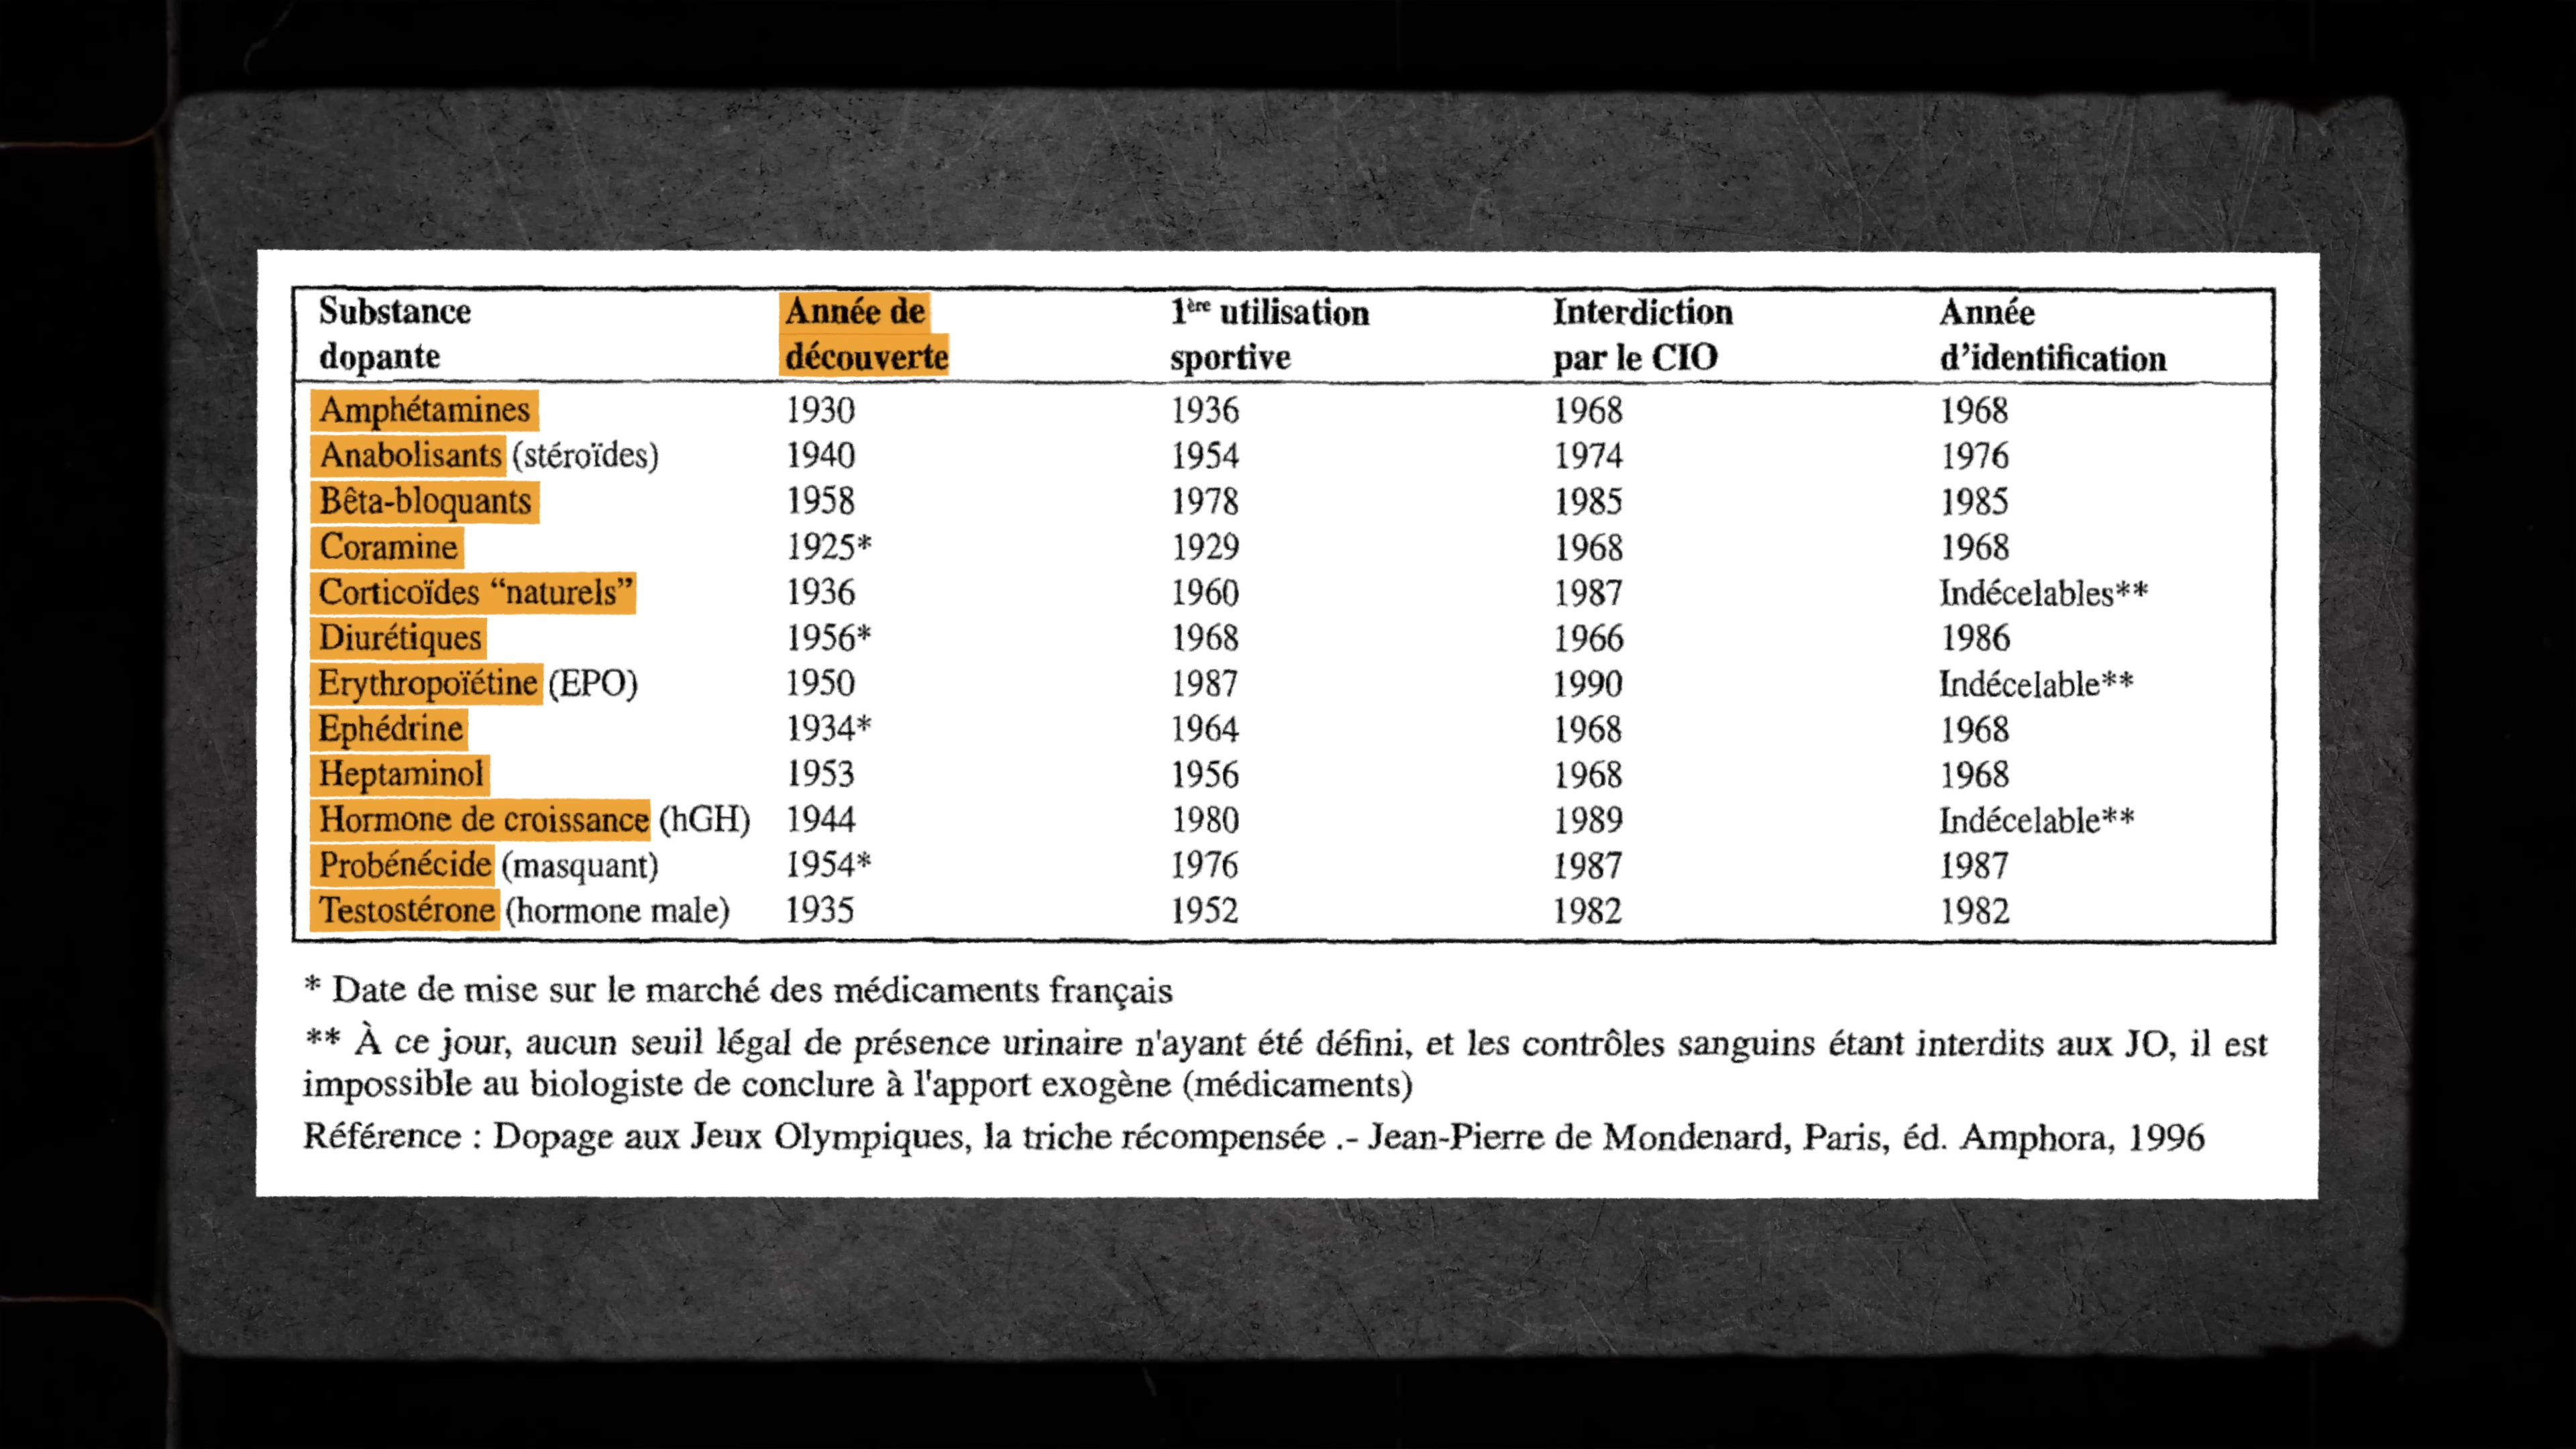 Substance dopante Année de découverte 1ère utilisation sportive Interdiction par le CIO Année d'identification
Amphétamines 1930 1936 1968 1968
Anabolisants (stéroïdes) 1940 1954 1974 1976
Bêta-bloquants 1958 1978 1985 1985
Coramine 1925* 1929 1968 1968
Corticoïdes “naturels” 1936 1960 1987 Indécelables**
Diurétiques 1956* 1968 1966 1986
Erythropoïétine (EPO) 1950 1987 1990 Indécelable**
Ephédrine 1934* 1964 1968 1968
Heptaminol 1953 1956 1968 1968
Hormone de croissance (hGH) 1944 1980 1989 Indécelable**
Probénécide (masquant) 1954* 1976 1987 1987
Testostérone (hormone male) 1935 1952 1982 1982
* Date de mise sur le marché des médicaments français
** À ce jour, aucun seuil légal de présence urinaire n'ayant été défini, et les contrôles sanguins étant interdits aux JO, il est
impossible au biologiste de conclure à l'apport exogène (médicaments)
Référence : Dopage aux Jeux Olympiques, la triche récompensée .- Jean-Pierre de Mondenard, Paris, éd. Amphora, 1996